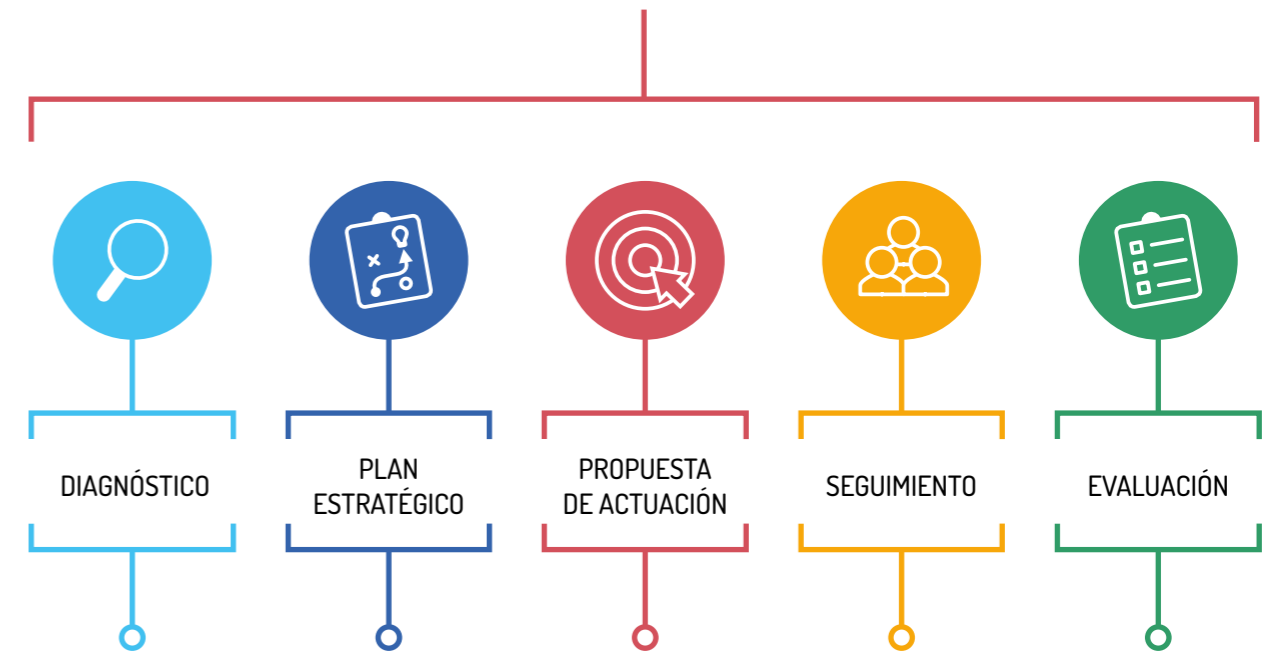 DIAGNÓSTICO
PLAN
ESTRATÉGICO
PROPUESTA
DE ACTUACIÓN
SEGUIMIENTO
EVALUACIÓN